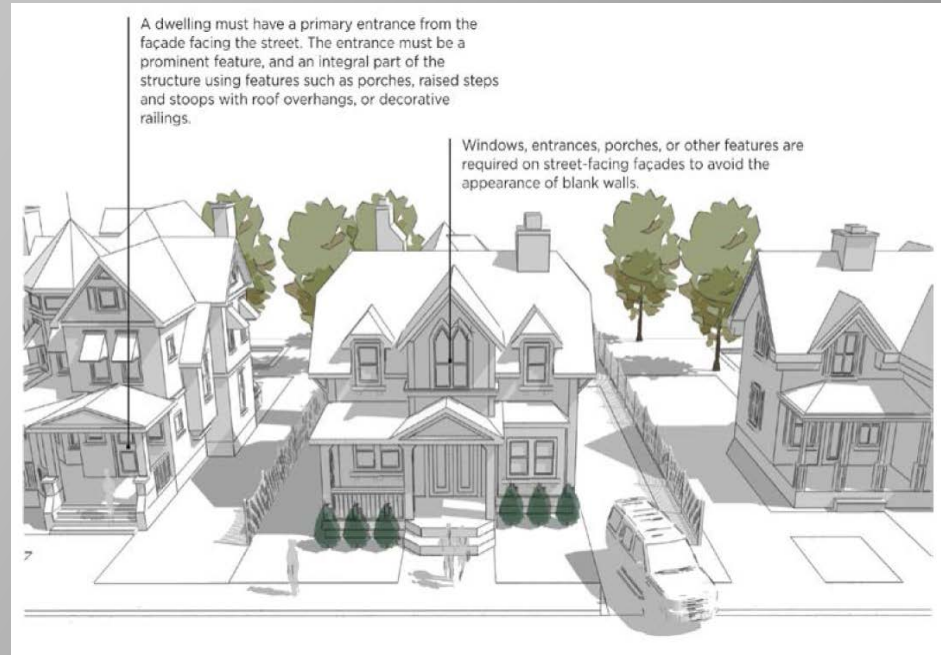 A dwelling must have a primary entrance from the
façade facing the street. The entrance must be a
prominent feature, and an integral part of the
structure using features such as porches, raised steps
and stoops with roof overhangs, or decorative
railings.
Windows, entrances, porches, or other features are
required on street-facing façades to avoid the
appearance of blank walls.
7